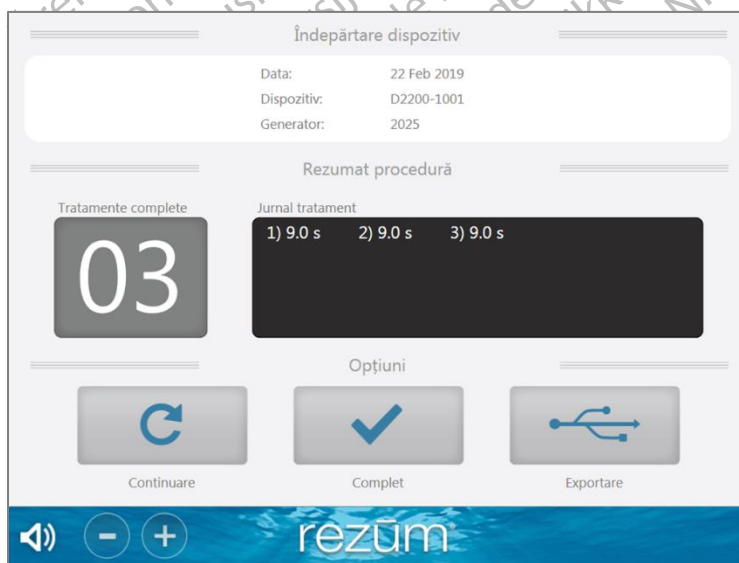 Îndepărtare dispozitiv
Data: 22 Feb 2019
Dispozitiv: D2200-1001
Generator: 2025
Rezumat procedură
Tratamente complete
03
Jurnal tratament
1) 9.0 s 2) 9.0 s 3) 9.0 s
Opțiuni
Continuare
Complet
Exportare
rezūm